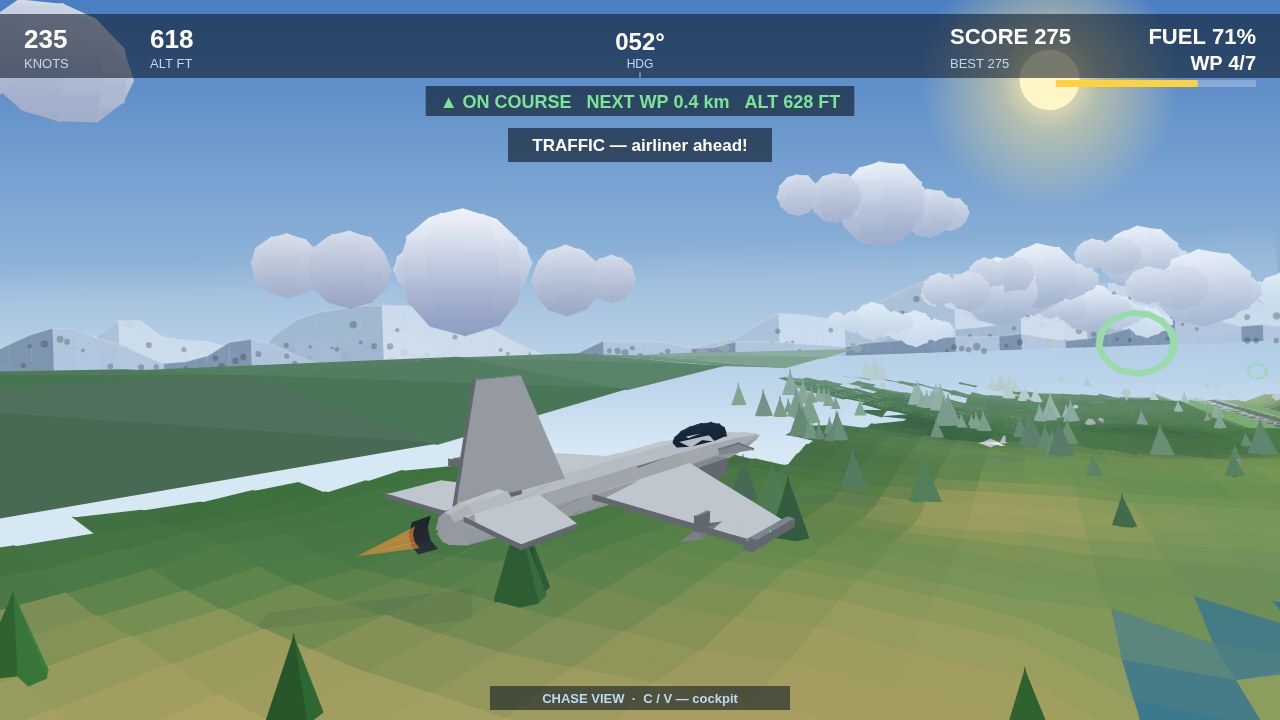 235
KNOTS
618
ALT FT
052°
HDG
SCORE 275
BEST 275
FUEL 71%
WP 4/7
▲ ON COURSE NEXT WP 0.4 km ALT 628 FT
TRAFFIC — airliner ahead!
CHASE VIEW · C / V — cockpit